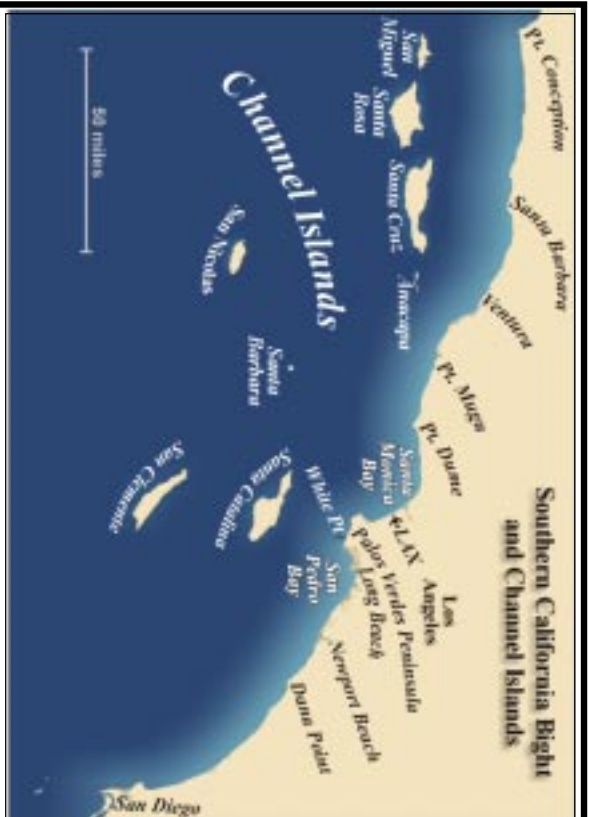 Southern California Bight
and Channel Islands
Pt. Conception
Santa Barbara
Ventura
Pt. Mugu
Pt. Dume
Santa
Monica
Bay
LAX
Los
Angeles
Palos Verdes Peninsula
Long Beach
White Pt.
San
Pedro
Bay
Newport Beach
Dana Point
San Diego
San
Miguel
Santa
Rosa
Santa Cruz
Anacapa
Channel Islands
San Nicolas
Santa
Barbara
Santa Catalina
San Clemente
50 miles